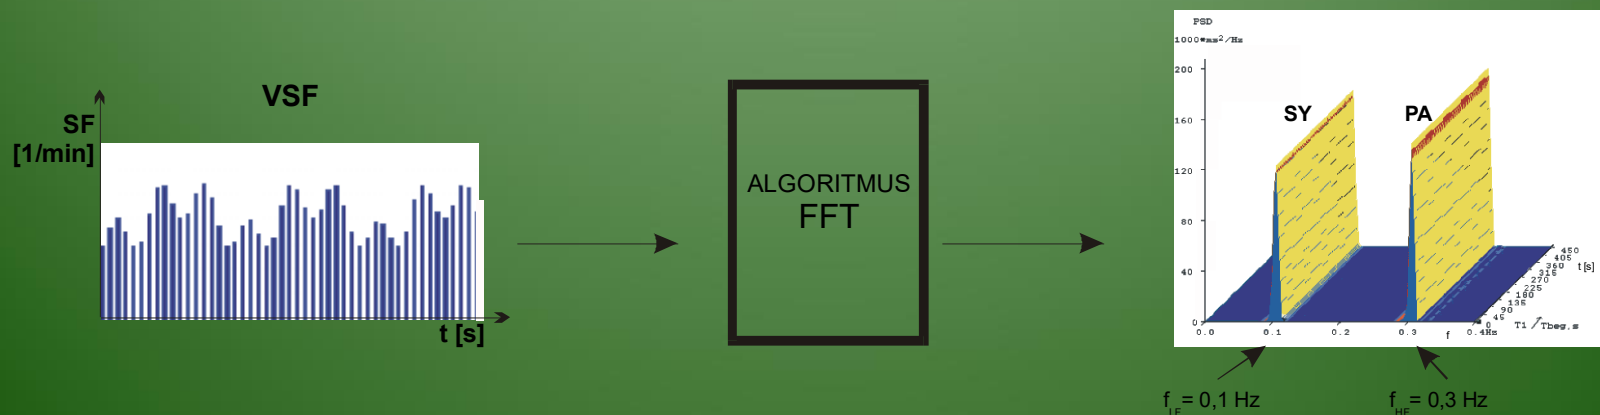 VSF
SF
[1/min]
t [s]
ALGORITMUS
FFT
PSD
1000*ms²/Hz
200
160
120
80
40
0
SY
PA
0.0
0.1
0.2
0.3
0.4Hz
f
0
45
90
135
180
225
270
315
360
405
450
t [s]
T1 / Tbeg.s
f_LF = 0,1 Hz
f_HF = 0,3 Hz